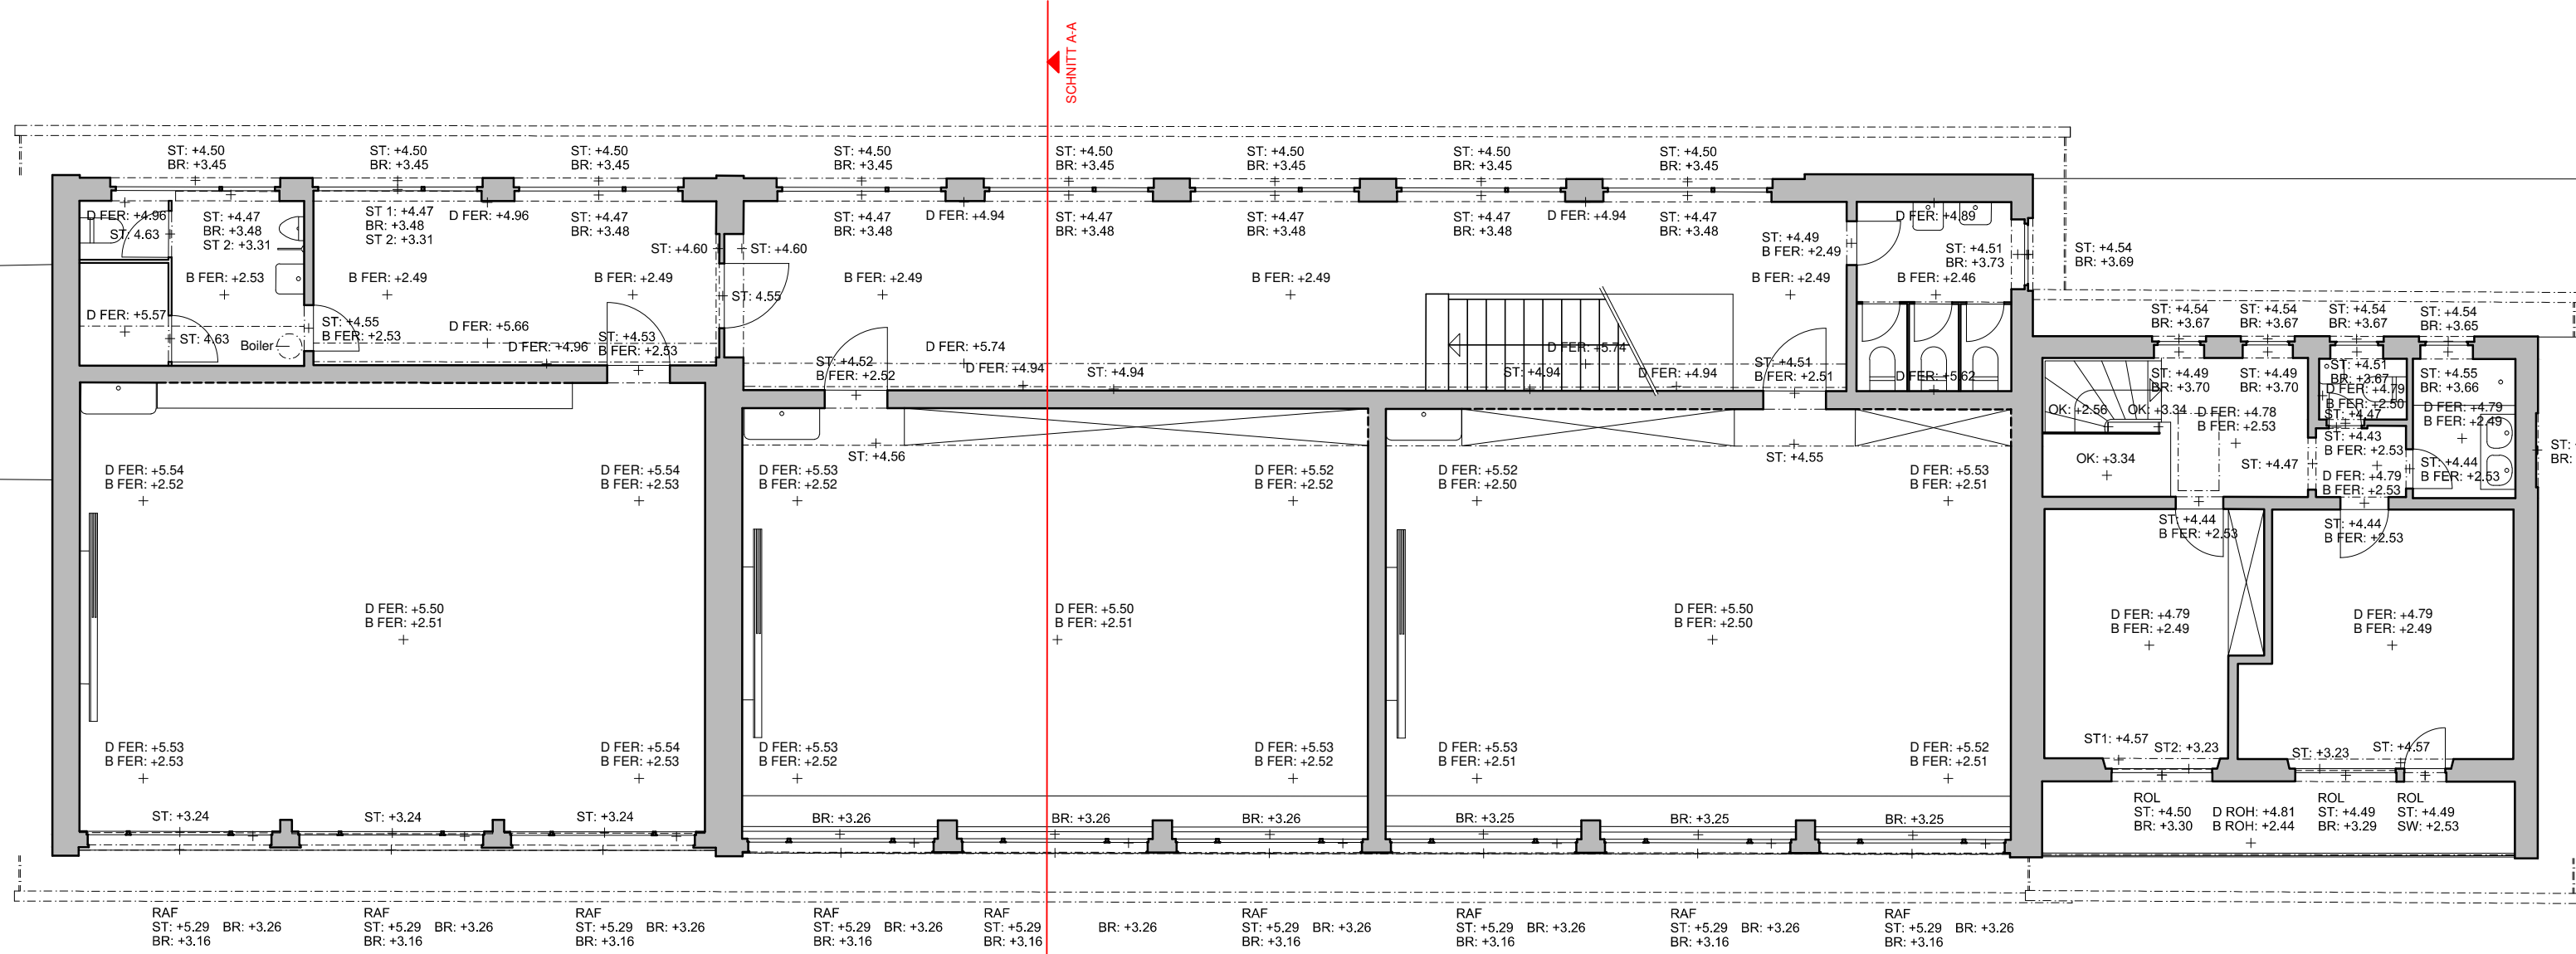 SCHNITT A-A
ST: +4.50
BR: +3.45
ST: +4.50
BR: +3.45
ST: +4.50
BR: +3.45
ST: +4.50
BR: +3.45
ST: +4.50
BR: +3.45
ST: +4.50
BR: +3.45
ST: +4.50
BR: +3.45
ST: +4.50
BR: +3.45
D FER: +4.96
ST: 4.63
ST: +4.47
BR: +3.48
ST 2: +3.31
ST 1: +4.47
BR: +3.48
ST 2: +3.31
D FER: +4.96
ST: +4.47
BR: +3.48
ST: +4.60
ST: +4.60
ST: +4.47
BR: +3.48
D FER: +4.94
ST: +4.47
BR: +3.48
ST: +4.47
BR: +3.48
ST: +4.47
BR: +3.48
D FER: +4.94
ST: +4.47
BR: +3.48
ST: +4.49
B FER: +2.49
D FER: +4.89
ST: +4.51
BR: +3.73
ST: +4.54
BR: +3.69
B FER: +2.53
B FER: +2.49
B FER: +2.49
ST: 4.55
B FER: +2.49
B FER: +2.49
B FER: +2.49
B FER: +2.46
D FER: +5.57
ST: 4.63
Boiler
ST: +4.55
B FER: +2.53
D FER: +5.66
D FER: +4.96
ST: +4.53
B FER: +2.53
ST: +4.52
B FER: +2.52
D FER: +5.74
D FER: +4.94
ST: +4.94
D FER: +5.74
ST: +4.94
D FER: +4.94
ST: +4.51
B FER: +2.51
D FER: +5.62
ST: +4.54
BR: +3.67
ST: +4.54
BR: +3.67
ST: +4.54
BR: +3.67
ST: +4.54
BR: +3.65
ST: +4.49
BR: +3.70
ST: +4.49
BR: +3.70
ST: +4.51
BR: +3.67
D FER: +4.79
B FER: +2.50
ST: +4.55
BR: +3.66
OK: +2.56
OK: +3.34
D FER: +4.78
B FER: +2.53
ST: +4.47
D FER: +4.79
B FER: +2.49
ST: +4.43
B FER: +2.53
OK: +3.34
ST: +4.47
D FER: +4.79
B FER: +2.53
ST: +4.44
B FER: +2.53
ST:
BR:
D FER: +5.54
B FER: +2.52
D FER: +5.54
B FER: +2.53
ST: +4.56
D FER: +5.53
B FER: +2.52
D FER: +5.52
B FER: +2.52
D FER: +5.52
B FER: +2.50
ST: +4.55
D FER: +5.53
B FER: +2.51
ST: +4.44
B FER: +2.53
ST: +4.44
B FER: +2.53
D FER: +5.50
B FER: +2.51
D FER: +5.50
B FER: +2.51
D FER: +5.50
B FER: +2.50
D FER: +4.79
B FER: +2.49
D FER: +4.79
B FER: +2.49
D FER: +5.53
B FER: +2.53
D FER: +5.54
B FER: +2.53
D FER: +5.53
B FER: +2.52
D FER: +5.53
B FER: +2.52
D FER: +5.53
B FER: +2.51
D FER: +5.52
B FER: +2.51
ST1: +4.57
ST2: +3.23
ST: +3.23
ST: +4.57
ST: +3.24
ST: +3.24
ST: +3.24
BR: +3.26
BR: +3.26
BR: +3.26
BR: +3.25
BR: +3.25
BR: +3.25
ROL
ST: +4.50
BR: +3.30
D ROH: +4.81
B ROH: +2.44
ROL
ST: +4.49
BR: +3.29
ROL
ST: +4.49
SW: +2.53
RAF
ST: +5.29 BR: +3.26
BR: +3.16
RAF
ST: +5.29 BR: +3.26
BR: +3.16
RAF
ST: +5.29 BR: +3.26
BR: +3.16
RAF
ST: +5.29 BR: +3.26
BR: +3.16
RAF
ST: +5.29 BR: +3.26
BR: +3.16
RAF
ST: +5.29 BR: +3.26
BR: +3.16
RAF
ST: +5.29 BR: +3.26
BR: +3.16
RAF
ST: +5.29 BR: +3.26
BR: +3.16
RAF
ST: +5.29 BR: +3.26
BR: +3.16